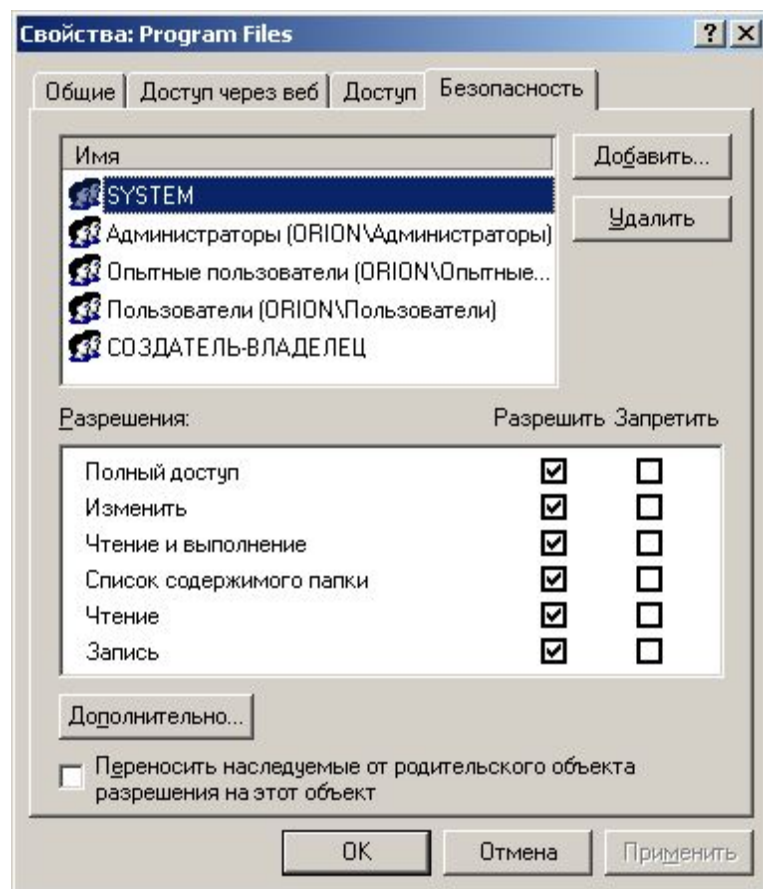 Свойства: Program Files
Общие Доступ через веб Доступ Безопасность
Имя
Добавить...
SYSTEM
Удалить
Администраторы (ORION\Администраторы)
Опытные пользователи (ORION\Опытные...
Пользователи (ORION\Пользователи)
СОЗДАТЕЛЬ-ВЛАДЕЛЕЦ
Разрешения: Разрешить Запретить
Полный доступ
Изменить
Чтение и выполнение
Список содержимого папки
Чтение
Запись
Дополнительно...
Переносить наследуемые от родительского объекта
разрешения на этот объект
OK Отмена Применить